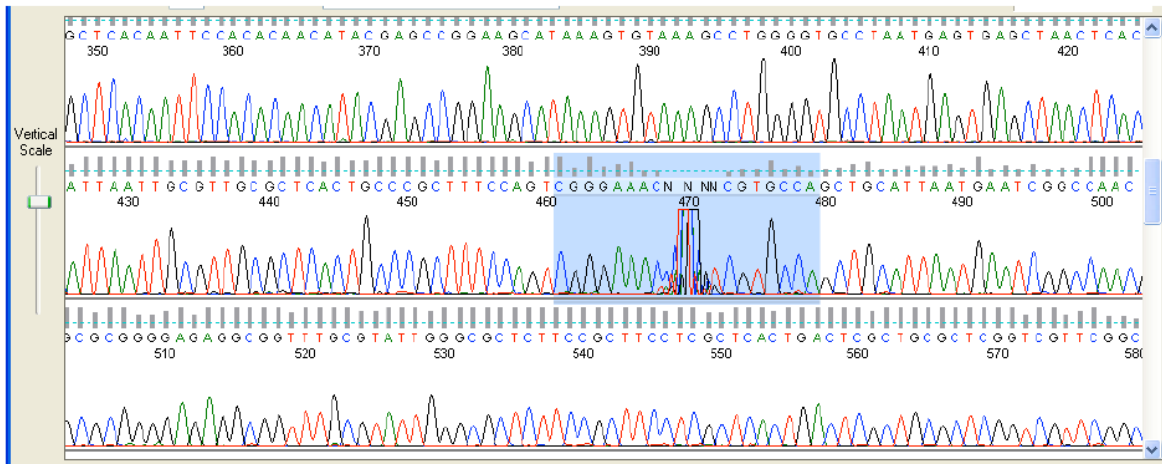 GCTCACAATTCCACACAACATACGAGCCGGAAGCATAAAGTGTAAAGCCTGGGGTGCCTAATGAGTGAGCTAACTCAC
350 360 370 380 390 400 410 420
Vertical
Scale
ATTAATTGCGTTGCGCTCACTGCCCGCTTTCCAGTCGGGAAACN N NNCGTGCCAGCTGCATTAATGAATCGGCCAAC
430 440 450 460 470 480 490 502
GCGCGGGGAGAGGCGGTTTGCGTATTGGGCGCTCTTCCGCTTCCTCGCTCACTGACTCGCTGCGCTCGGTCGTTCGGC
510 520 530 540 550 560 570 580